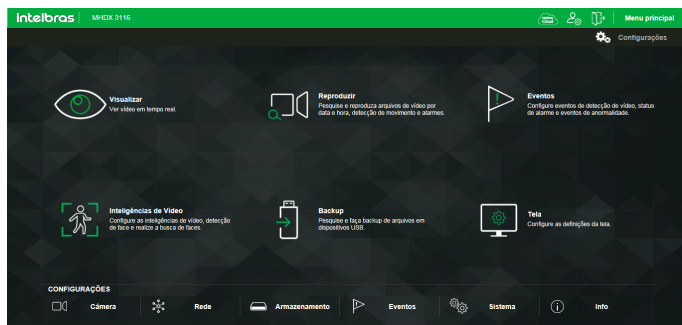 intelbras MHDX 3116 Intelbras Cloud Menu principal
Configurações
Visualizar
Ver vídeo em tempo real.
Reproduzir
Pesquise e reproduza arquivos de vídeo por
data e hora, detecção de movimento e alarmes.
Eventos
Configure eventos de detecção de vídeo, status
de alarme e eventos de anormalidade.
Inteligências de Vídeo
Configure as inteligências de vídeo, detecção
de face e realize a busca de faces.
Backup
Pesquise e faça backup de arquivos em
dispositivos USB.
Tela
Configure as definições da tela.
CONFIGURAÇÕES
Câmera Rede Armazenamento Eventos Sistema Info